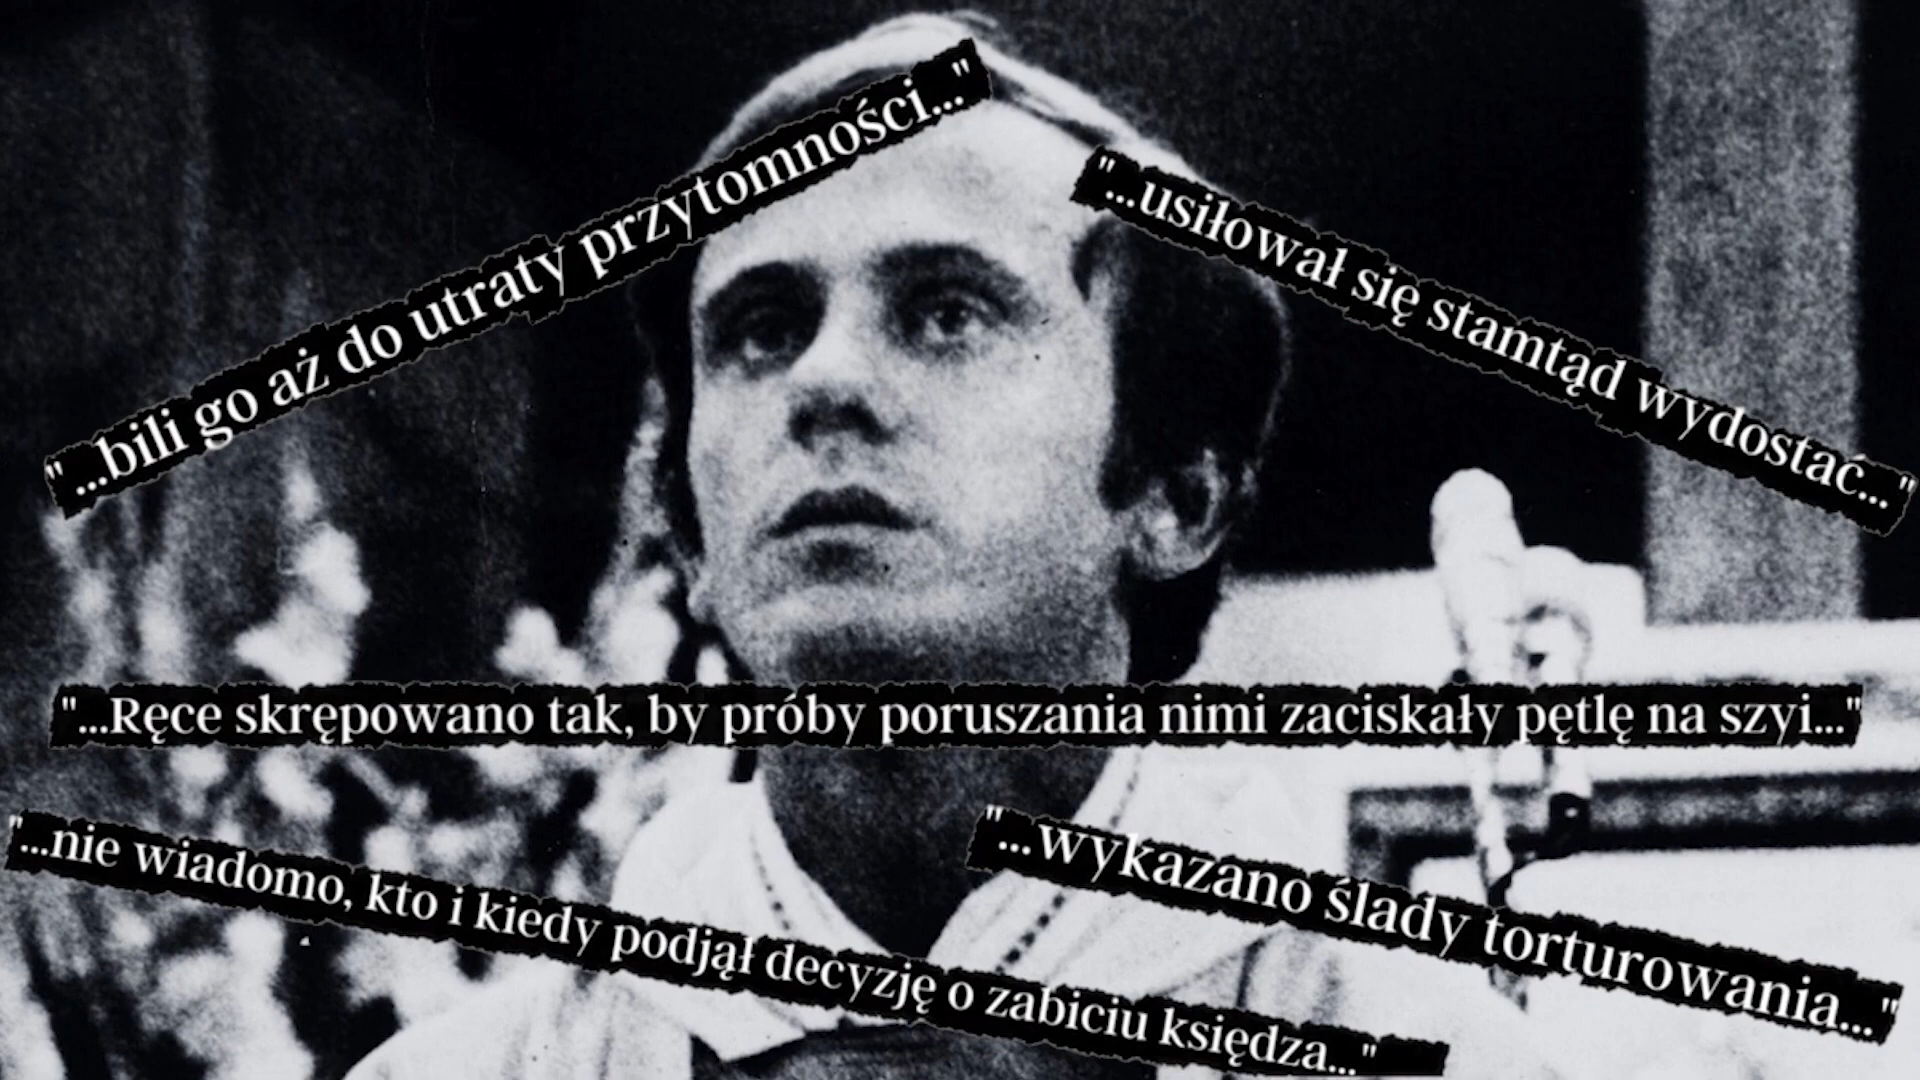 "...bili go aż do utraty przytomności..."
"...usiłował się stamtąd wydostać..."
"...Ręce skrępowano tak, by próby poruszania nimi zaciskały pętlę na szyi..."
"...nie wiadomo, kto i kiedy podjął decyzję o zabiciu księdza..."
"...wykazano ślady torturowania..."